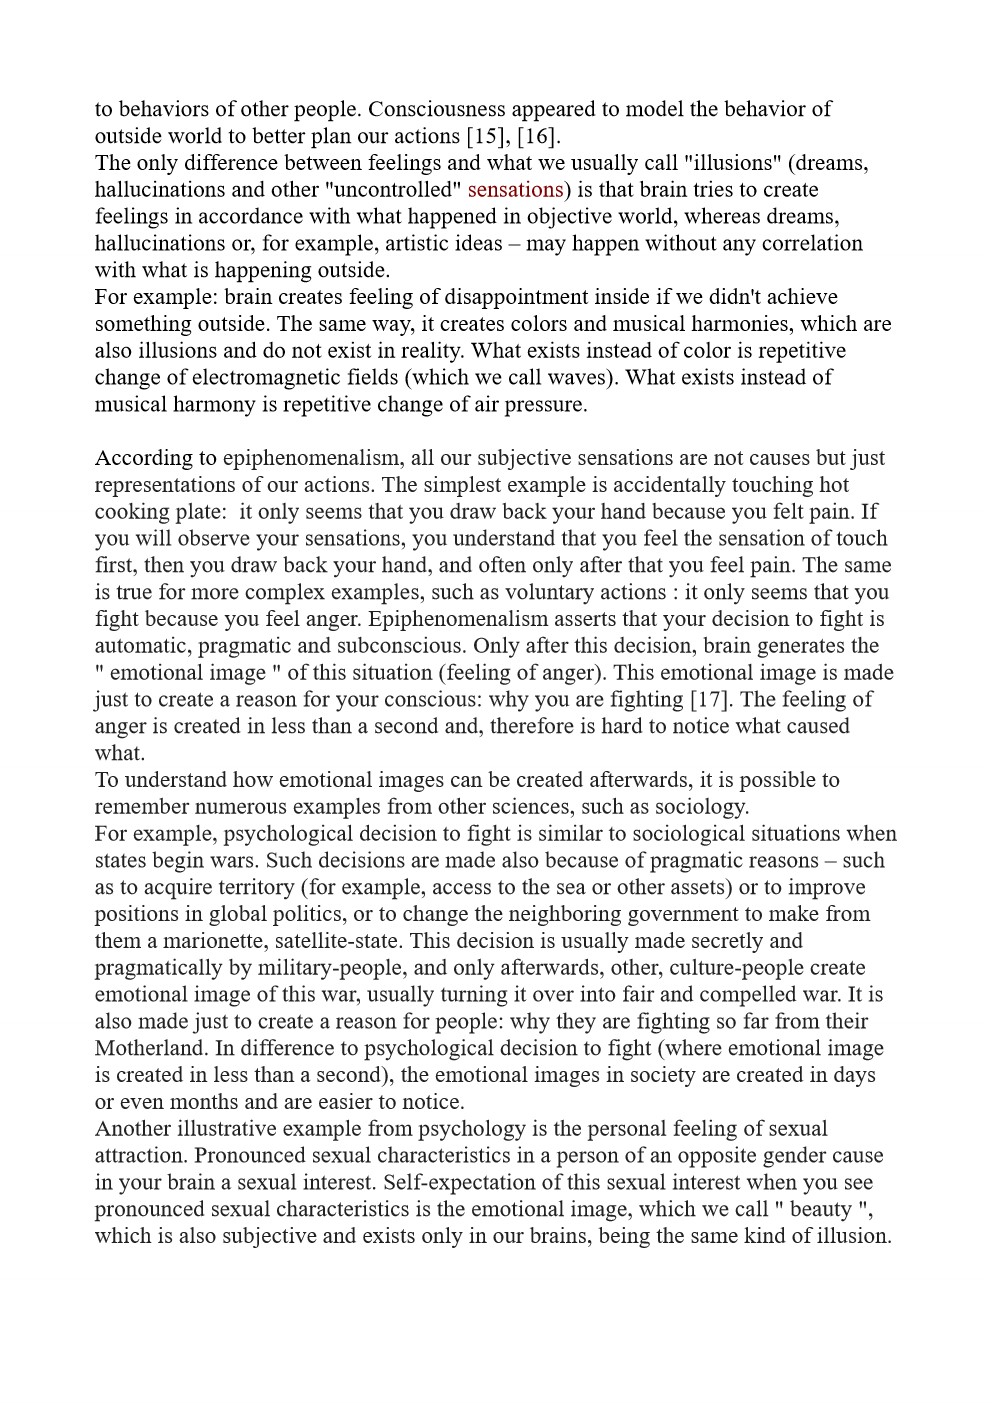 to behaviors of other people. Consciousness appeared to model the behavior of
outside world to better plan our actions [15], [16].
The only difference between feelings and what we usually call "illusions" (dreams,
hallucinations and other "uncontrolled" sensations) is that brain tries to create
feelings in accordance with what happened in objective world, whereas dreams,
hallucinations or, for example, artistic ideas – may happen without any correlation
with what is happening outside.
For example: brain creates feeling of disappointment inside if we didn't achieve
something outside. The same way, it creates colors and musical harmonies, which are
also illusions and do not exist in reality. What exists instead of color is repetitive
change of electromagnetic fields (which we call waves). What exists instead of
musical harmony is repetitive change of air pressure.
According to epiphenomenalism, all our subjective sensations are not causes but just
representations of our actions. The simplest example is accidentally touching hot
cooking plate:  it only seems that you draw back your hand because you felt pain. If
you will observe your sensations, you understand that you feel the sensation of touch
first, then you draw back your hand, and often only after that you feel pain. The same
is true for more complex examples, such as voluntary actions : it only seems that you
fight because you feel anger. Epiphenomenalism asserts that your decision to fight is
automatic, pragmatic and subconscious. Only after this decision, brain generates the
" emotional image " of this situation (feeling of anger). This emotional image is made
just to create a reason for your conscious: why you are fighting [17]. The feeling of
anger is created in less than a second and, therefore is hard to notice what caused
what.
To understand how emotional images can be created afterwards, it is possible to
remember numerous examples from other sciences, such as sociology.
For example, psychological decision to fight is similar to sociological situations when
states begin wars. Such decisions are made also because of pragmatic reasons – such
as to acquire territory (for example, access to the sea or other assets) or to improve
positions in global politics, or to change the neighboring government to make from
them a marionette, satellite-state. This decision is usually made secretly and
pragmatically by military-people, and only afterwards, other, culture-people create
emotional image of this war, usually turning it over into fair and compelled war. It is
also made just to create a reason for people: why they are fighting so far from their
Motherland. In difference to psychological decision to fight (where emotional image
is created in less than a second), the emotional images in society are created in days
or even months and are easier to notice.
Another illustrative example from psychology is the personal feeling of sexual
attraction. Pronounced sexual characteristics in a person of an opposite gender cause
in your brain a sexual interest. Self-expectation of this sexual interest when you see
pronounced sexual characteristics is the emotional image, which we call " beauty ",
which is also subjective and exists only in our brains, being the same kind of illusion.